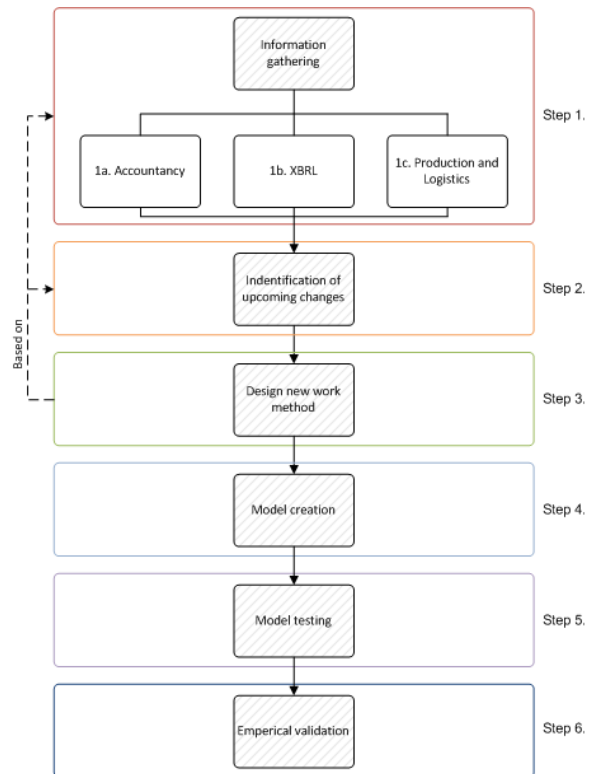 Information
gathering
Step 1.
1a. Accountancy
1b. XBRL
1c. Production and
Logistics
Indentification of
upcoming changes
Step 2.
Based on
Design new work
method
Step 3.
Model creation
Step 4.
Model testing
Step 5.
Emperical validation
Step 6.